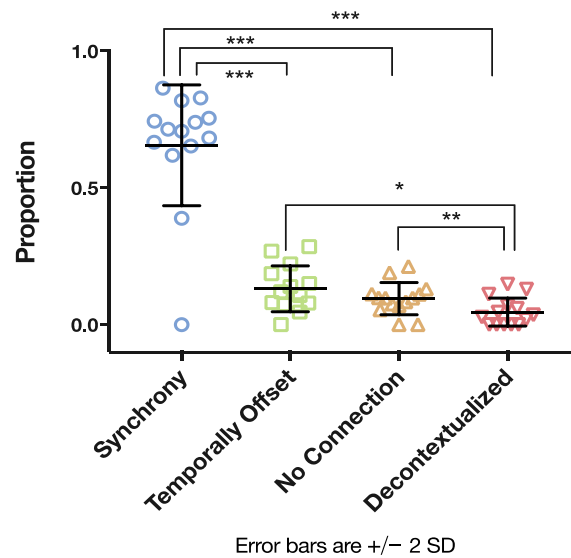 ***
***
***
1.0
*
0.5
**
0.0
Proportion
Synchrony
Temporally Offset
No Connection
Decontextualized
Error bars are +/− 2 SD